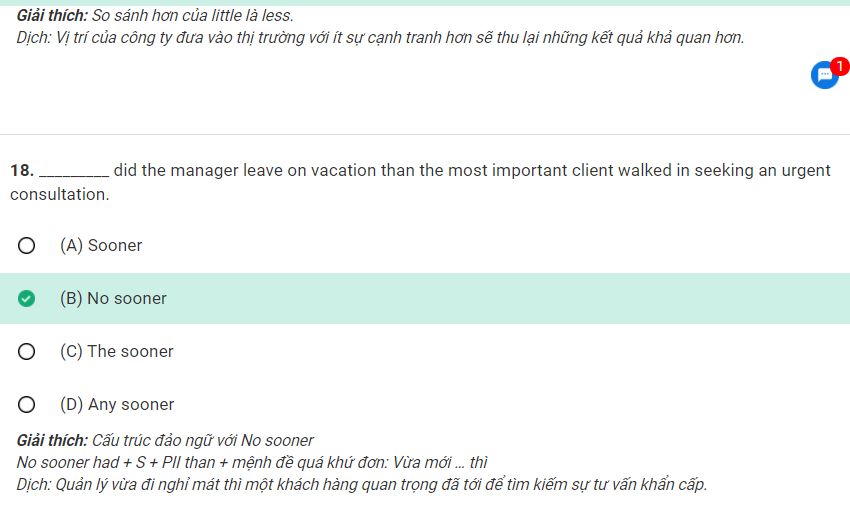 Giải thích: So sánh hơn của little là less.
Dịch: Vị trí của công ty đưa vào thị trường với ít sự cạnh tranh hơn sẽ thu lại những kết quả khả quan hơn.
1
18. _________ did the manager leave on vacation than the most important client walked in seeking an urgent
consultation.
(A) Sooner
(B) No sooner
(C) The sooner
(D) Any sooner
Giải thích: Cấu trúc đảo ngữ với No sooner
No sooner had + S + PII than + mệnh đề quá khứ đơn: Vừa mới ... thì
Dịch: Quản lý vừa đi nghỉ mát thì một khách hàng quan trọng đã tới để tìm kiếm sự tư vấn khẩn cấp.